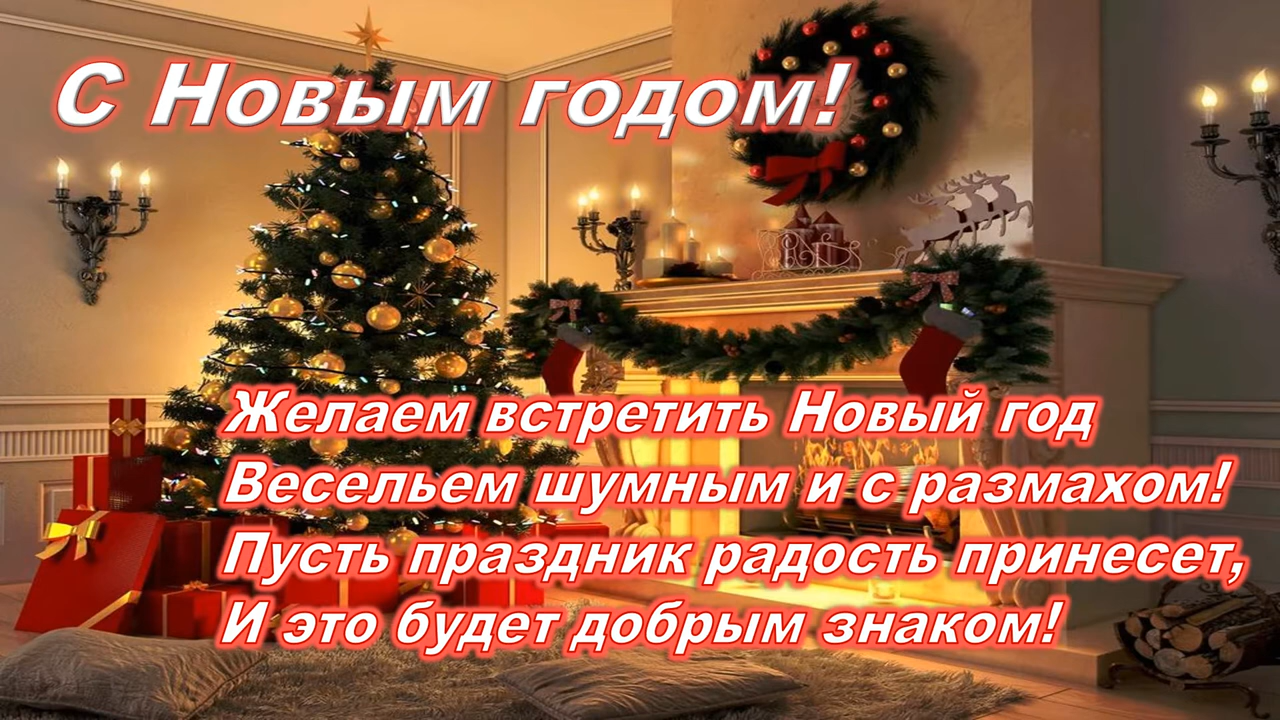 С Новым годом!
Желаем встретить Новый год
Весельем шумным и с размахом!
Пусть праздник радость принесет,
И это будет добрым знаком!